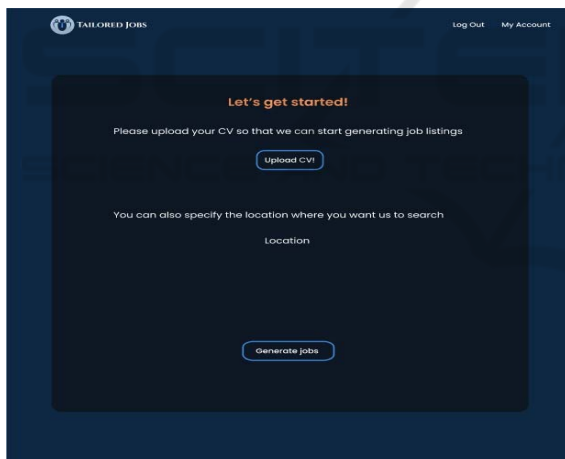 TAILORED JOBS
Log Out My Account
Let's get started!
Please upload your CV so that we can start generating job listings
Upload CV!
You can also specify the location where you want us to search
Location
Generate jobs